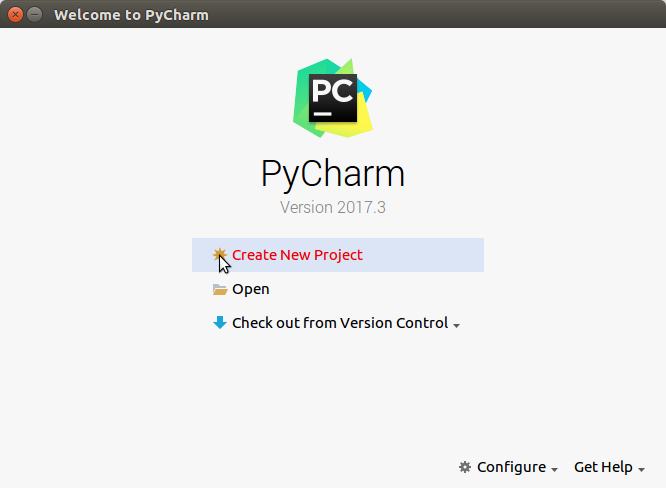 Welcome to PyCharm
PC
PyCharm
Version 2017.3
Create New Project
Open
Check out from Version Control
Configure
Get Help